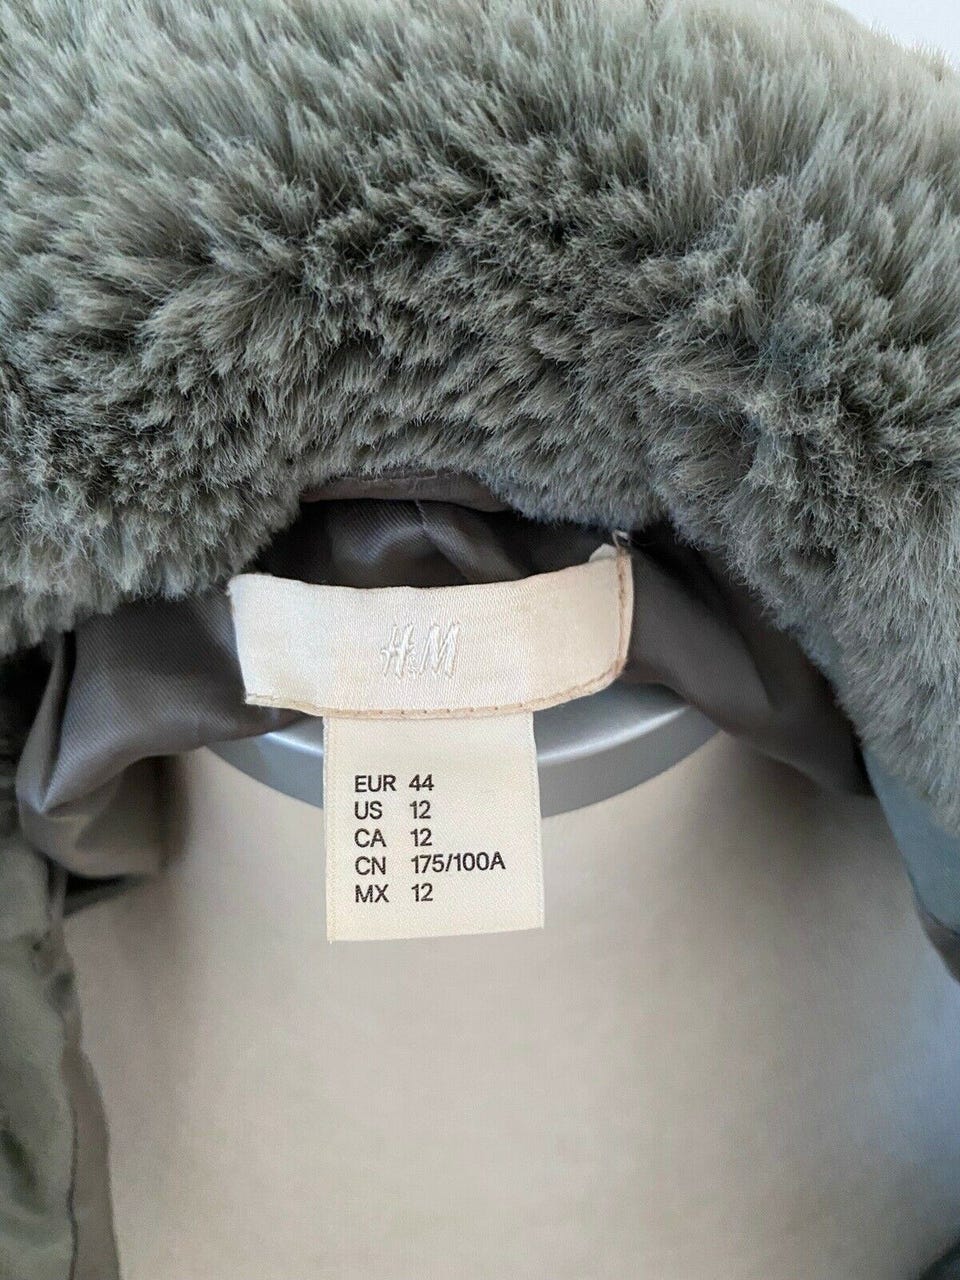 H&M
EUR 44
US 12
CA 12
CN 175/100A
MX 12